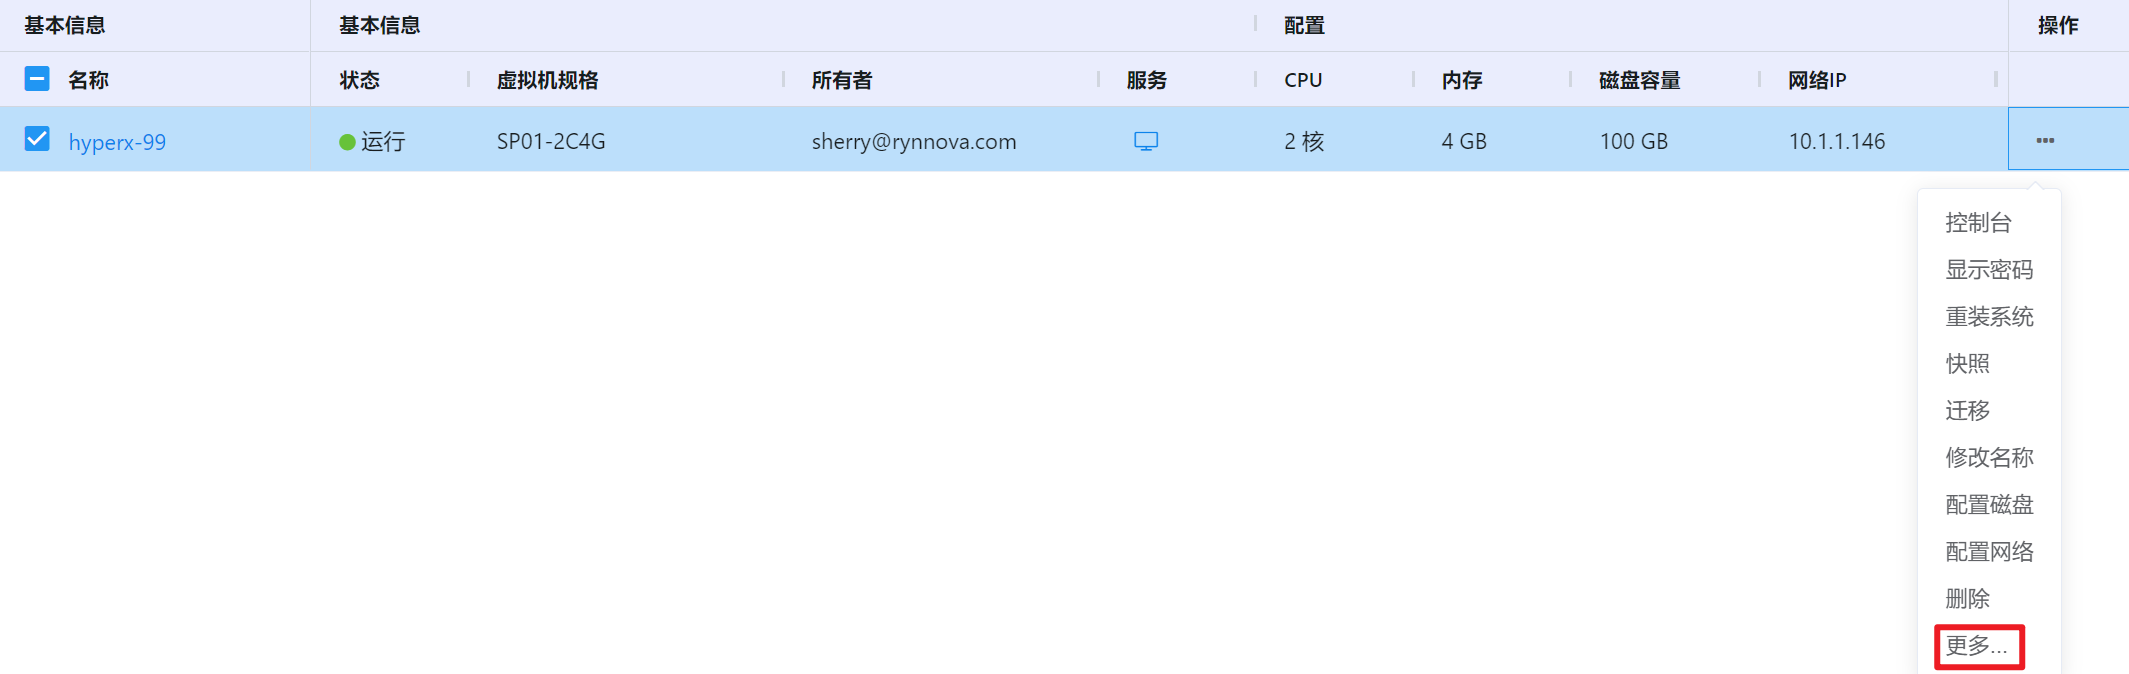 基本信息 基本信息 配置 操作
名称 状态 虚拟机规格 所有者 服务 CPU 内存 磁盘容量 网络IP
hyperx-99 运行 SP01-2C4G sherry@rynnova.com 2 核 4 GB 100 GB 10.1.1.146 •••
控制台
显示密码
重装系统
快照
迁移
修改名称
配置磁盘
配置网络
删除
更多...